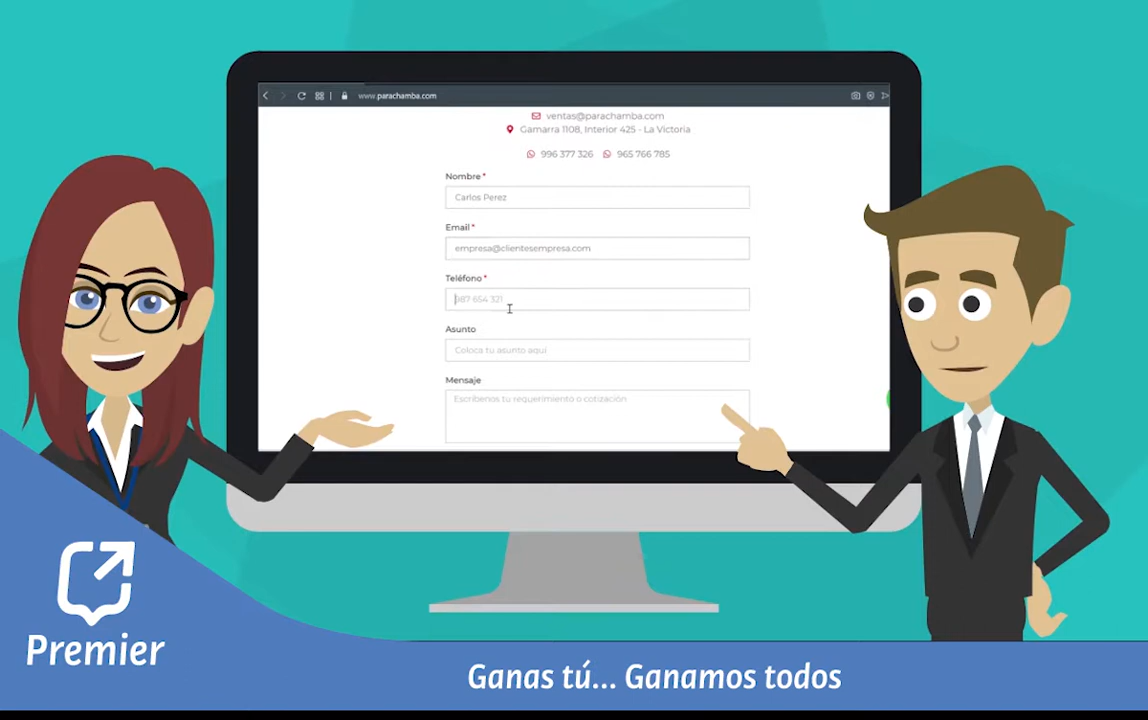 www.parachamba.com
ventas@parachamba.com
Gamarra 1108, Interior 425 - La Victoria
996 377 326 965 766 785
Nombre *
Carlos Perez
Email *
empresa@clientesempresa.com
Teléfono *
987 654 321
Asunto
Coloca tu asunto aquí
Mensaje
Escríbenos tu requerimiento o cotización
Premier
Ganas tú... Ganamos todos